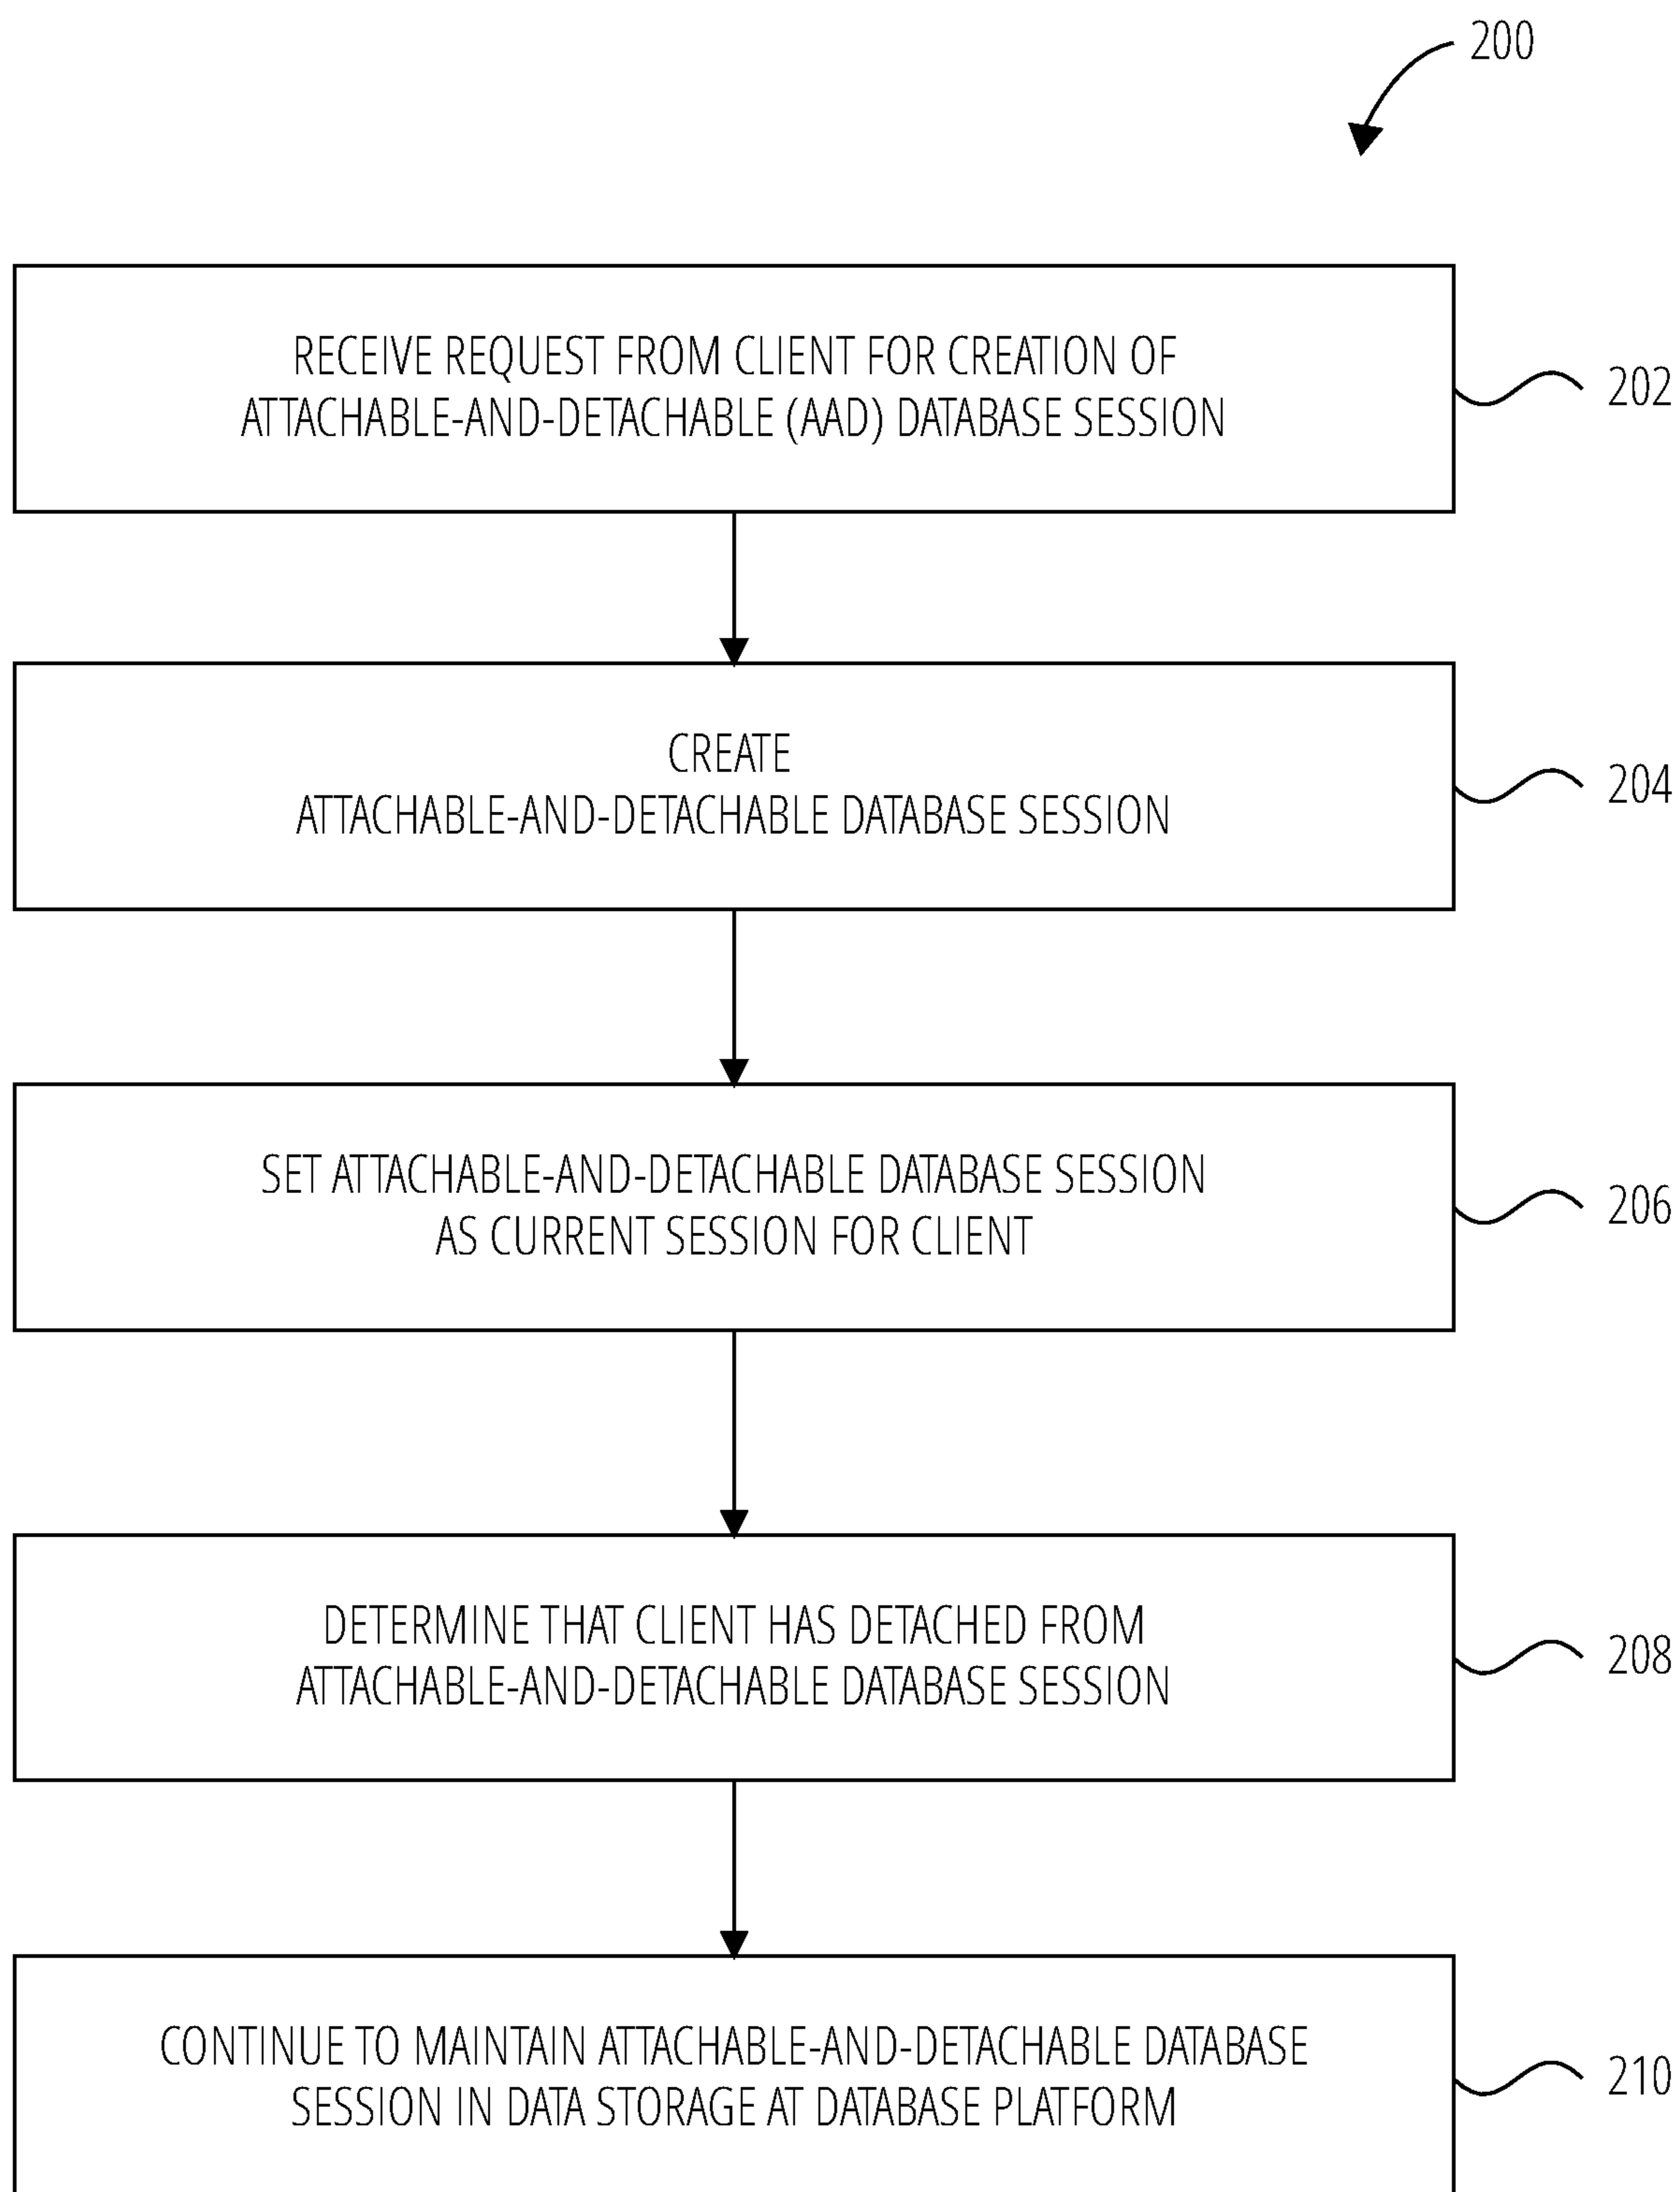 200
RECEIVE REQUEST FROM CLIENT FOR CREATION OF
ATTACHABLE-AND-DETACHABLE (AAD) DATABASE SESSION
202
CREATE
ATTACHABLE-AND-DETACHABLE DATABASE SESSION
204
SET ATTACHABLE-AND-DETACHABLE DATABASE SESSION
AS CURRENT SESSION FOR CLIENT
206
DETERMINE THAT CLIENT HAS DETACHED FROM
ATTACHABLE-AND-DETACHABLE DATABASE SESSION
208
CONTINUE TO MAINTAIN ATTACHABLE-AND-DETACHABLE DATABASE
SESSION IN DATA STORAGE AT DATABASE PLATFORM
210